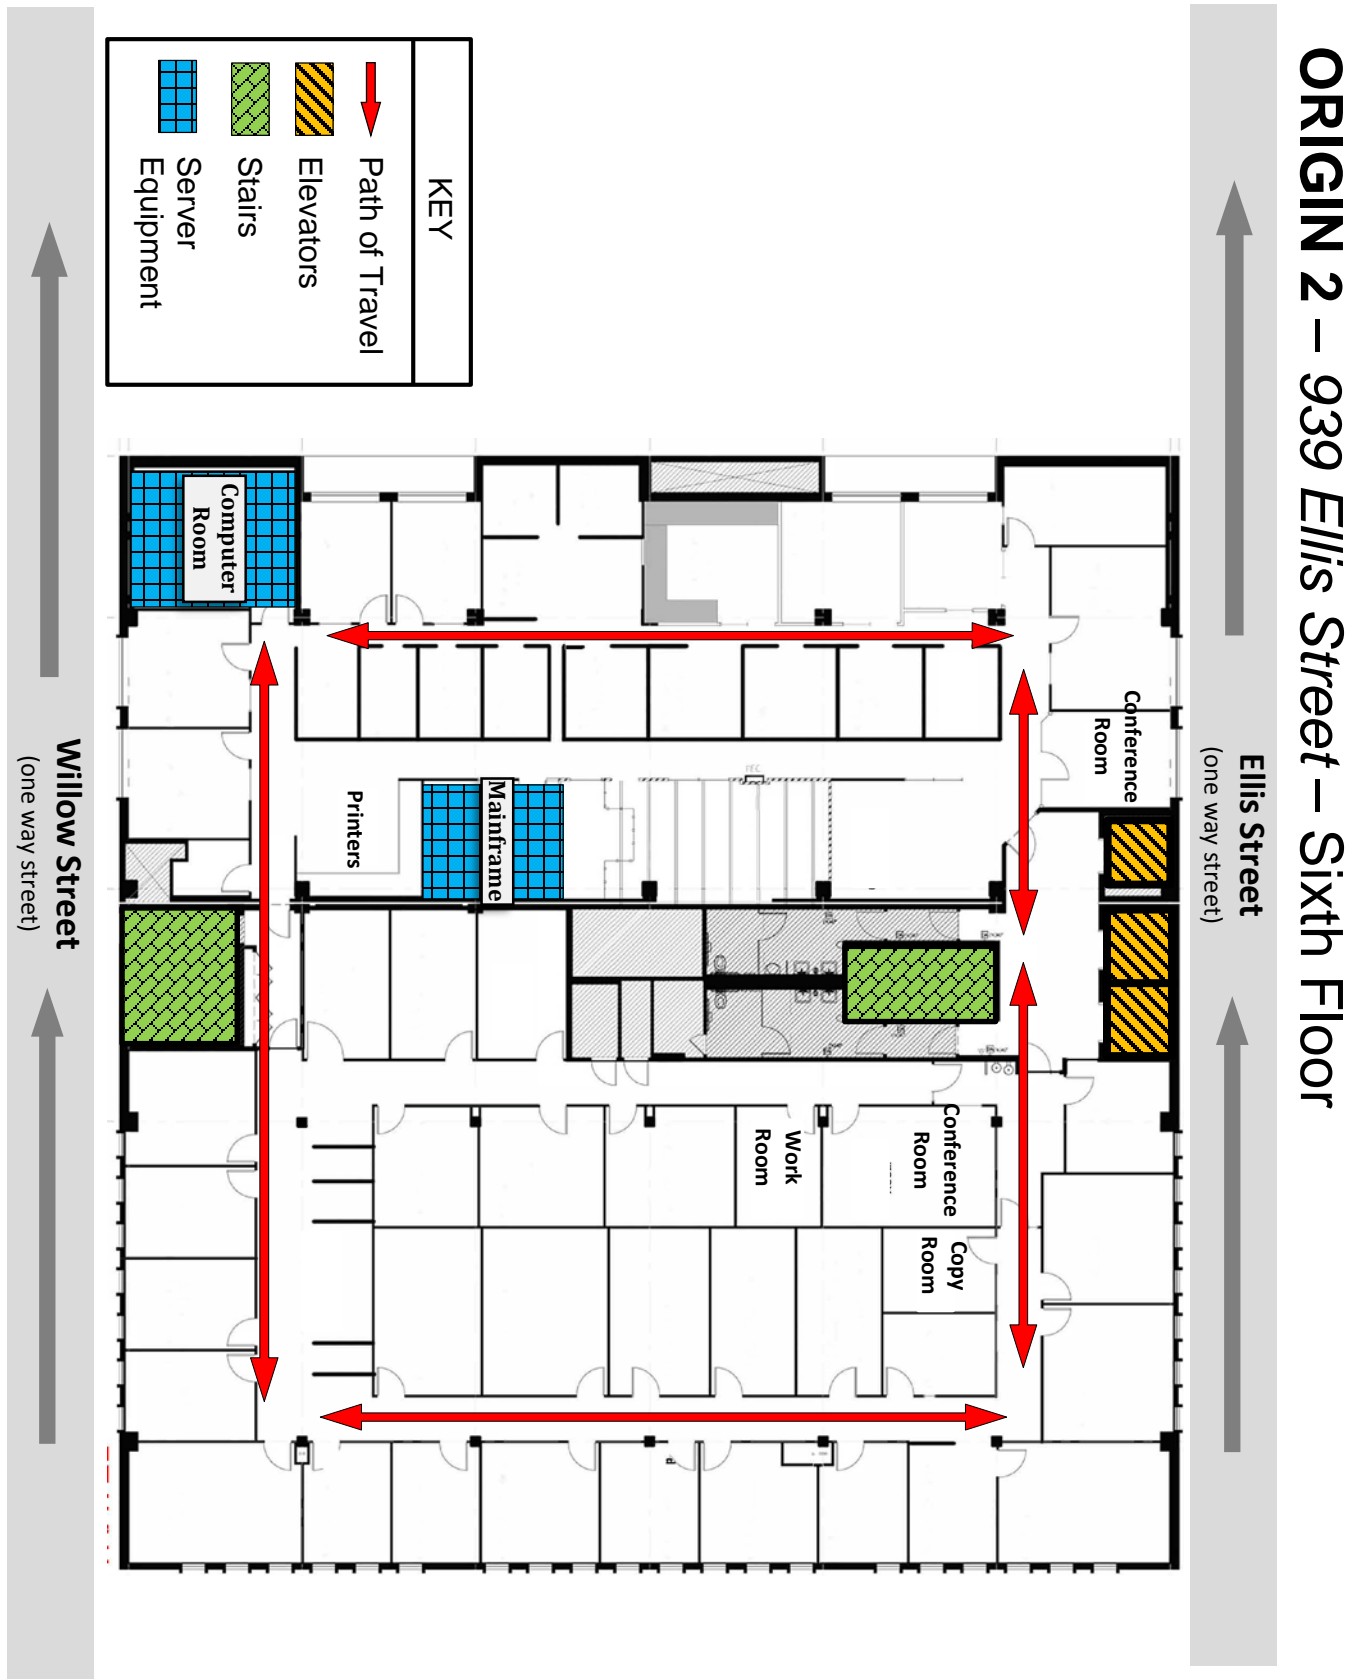 ORIGIN 2 – 939 Ellis Street – Sixth Floor
Ellis Street
(one way street)
Conference
Room
Conference
Room
Copy
Room
Work
Room
Mainframe
Printers
Computer
Room
KEY
Path of Travel
Elevators
Stairs
Server
Equipment
Willow Street
(one way street)